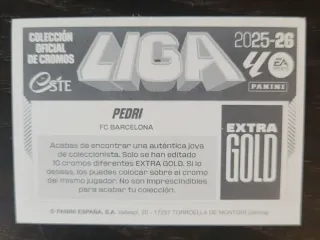 COLECCIÓN
OFICIAL
DE CROMOS
Este
LIGA
2025-26
EA
PANINI
PEDRI
FC BARCELONA
Acabas de encontrar una auténtica joya
de coleccionista. Solo se han editado
10 cromos diferentes EXTRA GOLD. Si lo
deseas, los puedes colocar sobre el cromo
del mismo jugador. No son imprescindibles
para acabar tu colección.
EXTRA
GOLD
© PANINI ESPAÑA, S.A.